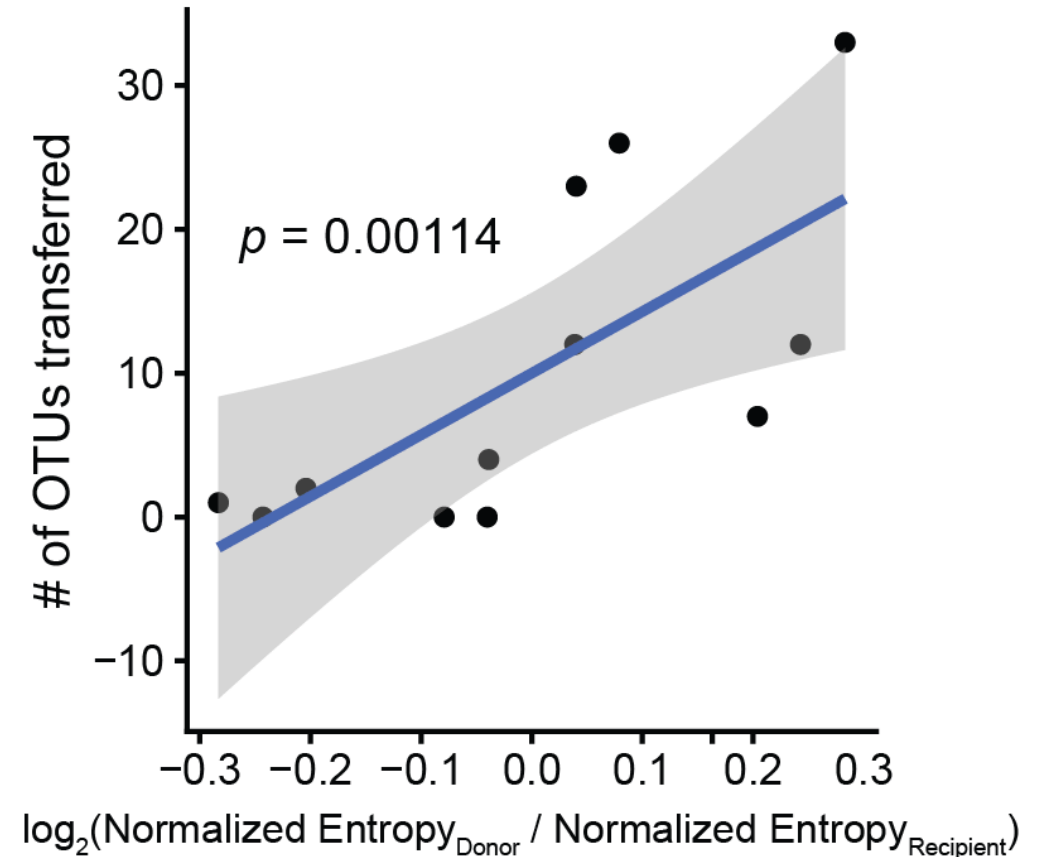 # of OTUs transferred
30
20
10
0
−10
p = 0.00114
−0.3 −0.2 −0.1 0.0 0.1 0.2 0.3
log2(Normalized EntropyDonor / Normalized EntropyRecipient)